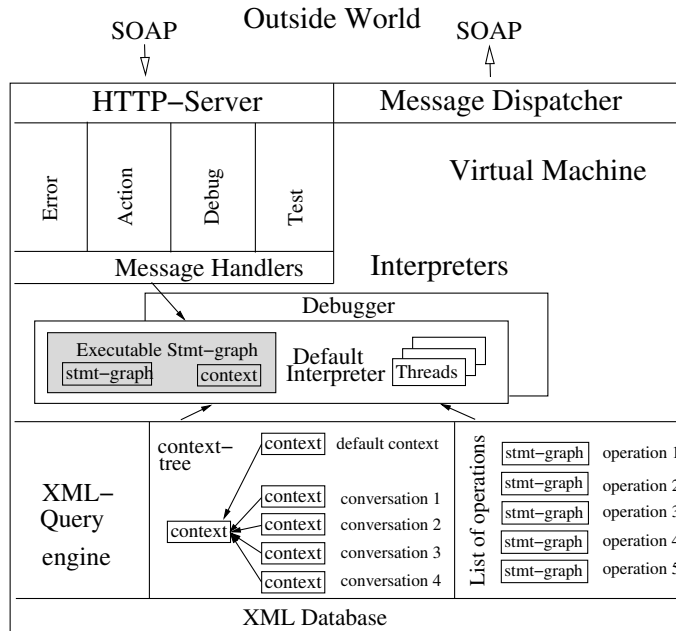 Outside World
SOAP
SOAP
HTTP-Server
Message Dispatcher
Error
Action
Debug
Test
Virtual Machine
Message Handlers
Interpreters
Debugger
Executable Stmt-graph
stmt-graph
context
Default
Interpreter
Threads
XML-
Query
engine
context-
tree
context
context
default context
context
conversation 1
context
conversation 2
context
conversation 3
context
conversation 4
List of operations
stmt-graph
operation 1
stmt-graph
operation 2
stmt-graph
operation 3
stmt-graph
operation 4
stmt-graph
operation 5
XML Database